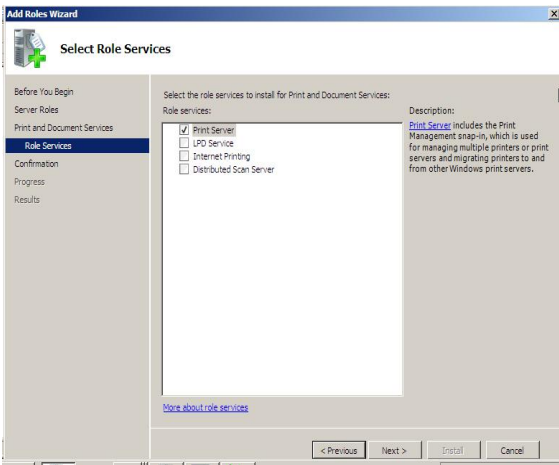 Add Roles Wizard
Select Role Services
Before You Begin
Server Roles
Print and Document Services
Role Services
Confirmation
Progress
Results
Select the role services to install for Print and Document Services:
Role services:
Print Server
LPD Service
Internet Printing
Distributed Scan Server
Description:
Print Server includes the Print
Management snap-in, which is used
for managing multiple printers or print
servers and migrating printers to and
from other Windows print servers.
More about role services
< Previous
Next >
Install
Cancel